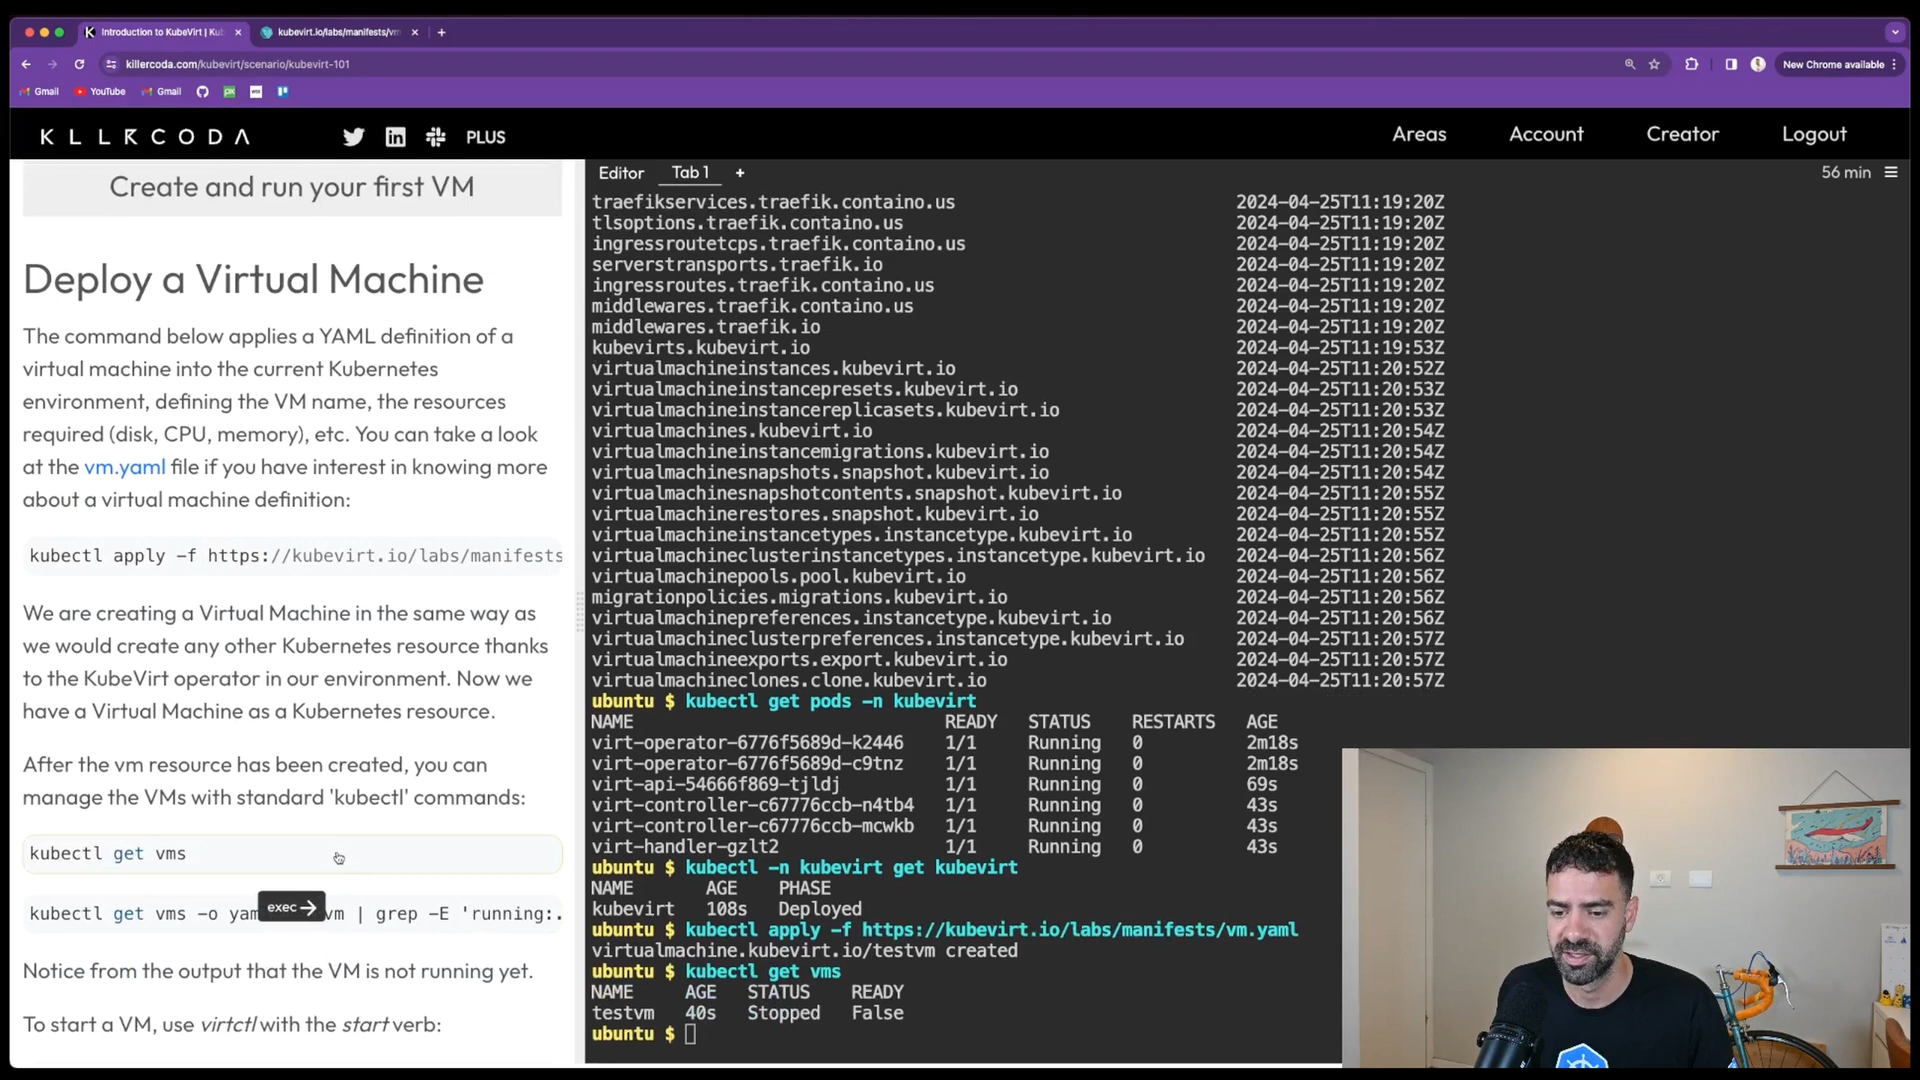 Introduction to KubeVirt | Ku
kubevirt.io/labs/manifests/vm
killercoda.com/kubevirt/scenario/kubevirt-101
New Chrome available
Gmail
YouTube
Gmail
KLLRCODA
PLUS
Areas
Account
Creator
Logout
Create and run your first VM
Deploy a Virtual Machine
The command below applies a YAML definition of a
virtual machine into the current Kubernetes
environment, defining the VM name, the resources
required (disk, CPU, memory), etc. You can take a look
at the vm.yaml file if you have interest in knowing more
about a virtual machine definition:
kubectl apply -f https://kubevirt.io/labs/manifests
We are creating a Virtual Machine in the same way as
we would create any other Kubernetes resource thanks
to the KubeVirt operator in our environment. Now we
have a Virtual Machine as a Kubernetes resource.
After the vm resource has been created, you can
manage the VMs with standard 'kubectl' commands:
kubectl get vms
exec→
kubectl get vms -o yam vm | grep -E 'running:.
Notice from the output that the VM is not running yet.
To start a VM, use virtctl with the start verb:
Editor Tab 1 +
56 min
traefikservices.traefik.containo.us 2024-04-25T11:19:20Z
tlsoptions.traefik.containo.us 2024-04-25T11:19:20Z
ingressroutetcps.traefik.containo.us 2024-04-25T11:19:20Z
serverstransports.traefik.io 2024-04-25T11:19:20Z
ingressroutes.traefik.containo.us 2024-04-25T11:19:20Z
middlewares.traefik.containo.us 2024-04-25T11:19:20Z
middlewares.traefik.io 2024-04-25T11:19:20Z
kubevirts.kubevirt.io 2024-04-25T11:19:53Z
virtualmachineinstances.kubevirt.io 2024-04-25T11:20:52Z
virtualmachineinstancepresets.kubevirt.io 2024-04-25T11:20:53Z
virtualmachineinstancereplicasets.kubevirt.io 2024-04-25T11:20:53Z
virtualmachines.kubevirt.io 2024-04-25T11:20:54Z
virtualmachineinstancemigrations.kubevirt.io 2024-04-25T11:20:54Z
virtualmachinesnapshots.snapshot.kubevirt.io 2024-04-25T11:20:54Z
virtualmachinesnapshotcontents.snapshot.kubevirt.io 2024-04-25T11:20:55Z
virtualmachinerestores.snapshot.kubevirt.io 2024-04-25T11:20:55Z
virtualmachineinstancetypes.instancetype.kubevirt.io 2024-04-25T11:20:55Z
virtualmachineclusterinstancetypes.instancetype.kubevirt.io 2024-04-25T11:20:56Z
virtualmachinepools.pool.kubevirt.io 2024-04-25T11:20:56Z
migrationpolicies.migrations.kubevirt.io 2024-04-25T11:20:56Z
virtualmachinepreferences.instancetype.kubevirt.io 2024-04-25T11:20:56Z
virtualmachineclusterpreferences.instancetype.kubevirt.io 2024-04-25T11:20:57Z
virtualmachineexports.export.kubevirt.io 2024-04-25T11:20:57Z
virtualmachineclones.clone.kubevirt.io 2024-04-25T11:20:57Z
ubuntu $ kubectl get pods -n kubevirt
NAME READY STATUS RESTARTS AGE
virt-operator-6776f5689d-k2446 1/1 Running 0 2m18s
virt-operator-6776f5689d-c9tnz 1/1 Running 0 2m18s
virt-api-54666f869-tjldj 1/1 Running 0 69s
virt-controller-c67776ccb-n4tb4 1/1 Running 0 43s
virt-controller-c67776ccb-mcwkb 1/1 Running 0 43s
virt-handler-gzlt2 1/1 Running 0 43s
ubuntu $ kubectl -n kubevirt get kubevirt
NAME AGE PHASE
kubevirt 108s Deployed
ubuntu $ kubectl apply -f https://kubevirt.io/labs/manifests/vm.yaml
virtualmachine.kubevirt.io/testvm created
ubuntu $ kubectl get vms
NAME AGE STATUS READY
testvm 40s Stopped False
ubuntu $